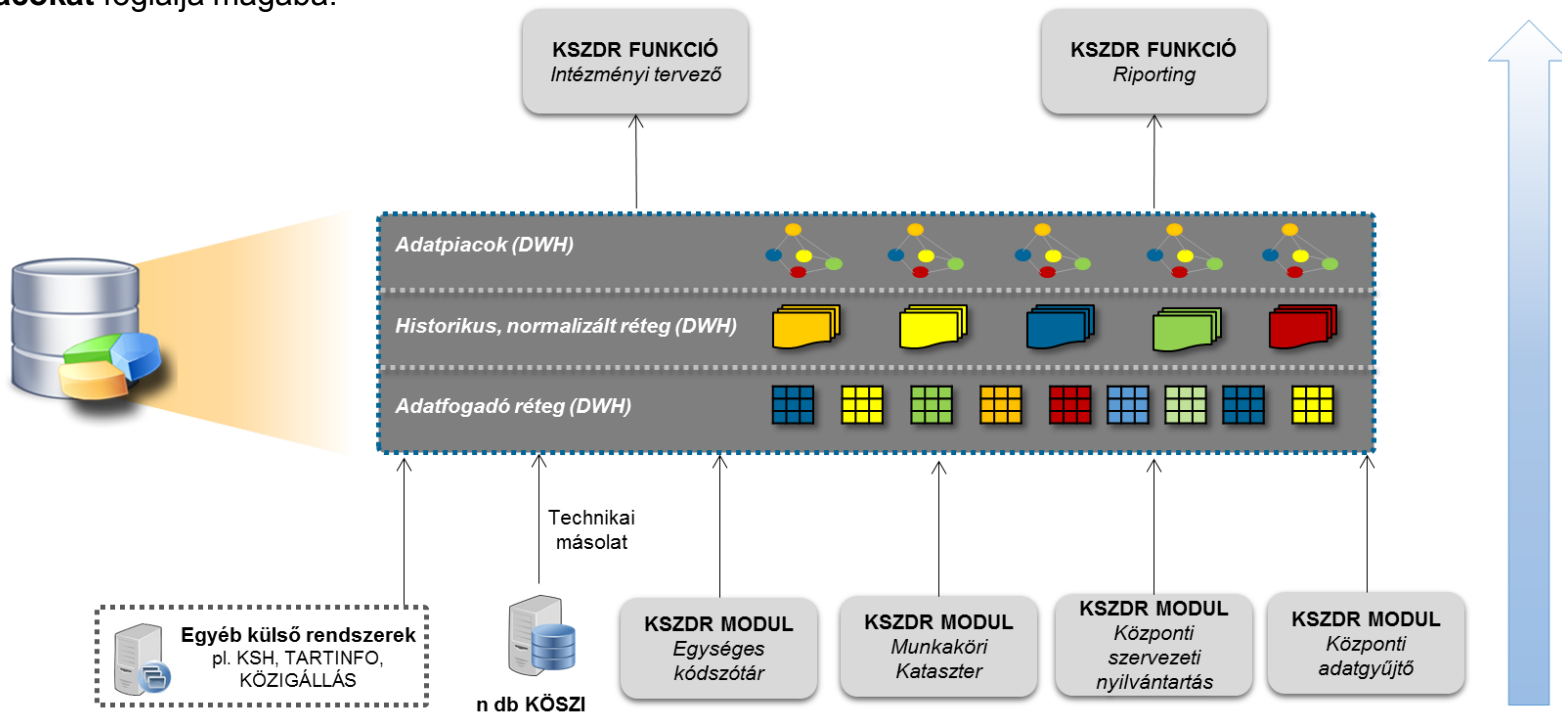 acokat foglalja magába.
KSZDR FUNKCIÓ
Intézményi tervező
KSZDR FUNKCIÓ
Riporting
Adatpiacok (DWH)
Historikus, normalizált réteg (DWH)
Adatfogadó réteg (DWH)
Technikai
másolat
Egyéb külső rendszerek
pl. KSH, TARTINFO,
KÖZIGÁLLÁS
n db KÖSZI
KSZDR MODUL
Egységes
kódszótár
KSZDR MODUL
Munkaköri
Kataszter
KSZDR MODUL
Központi
szervezeti
nyilvántartás
KSZDR MODUL
Központi
adatgyűjtő